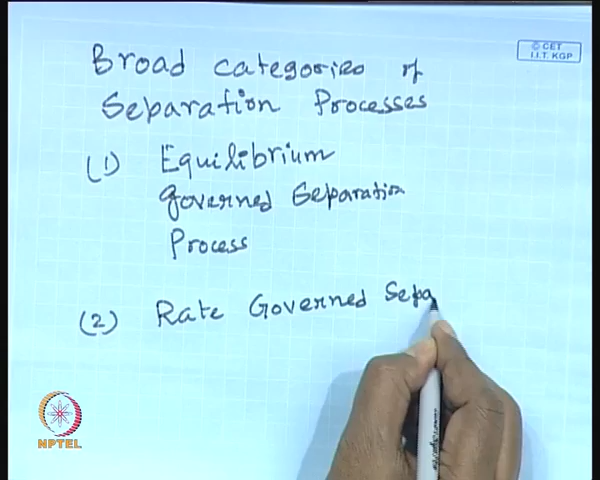 Broad categories of
Separation Processes
(1) Equilibrium
governed Separation
Process
(2) Rate Governed Sepa
© CET
I.I.T. KGP
NPTEL